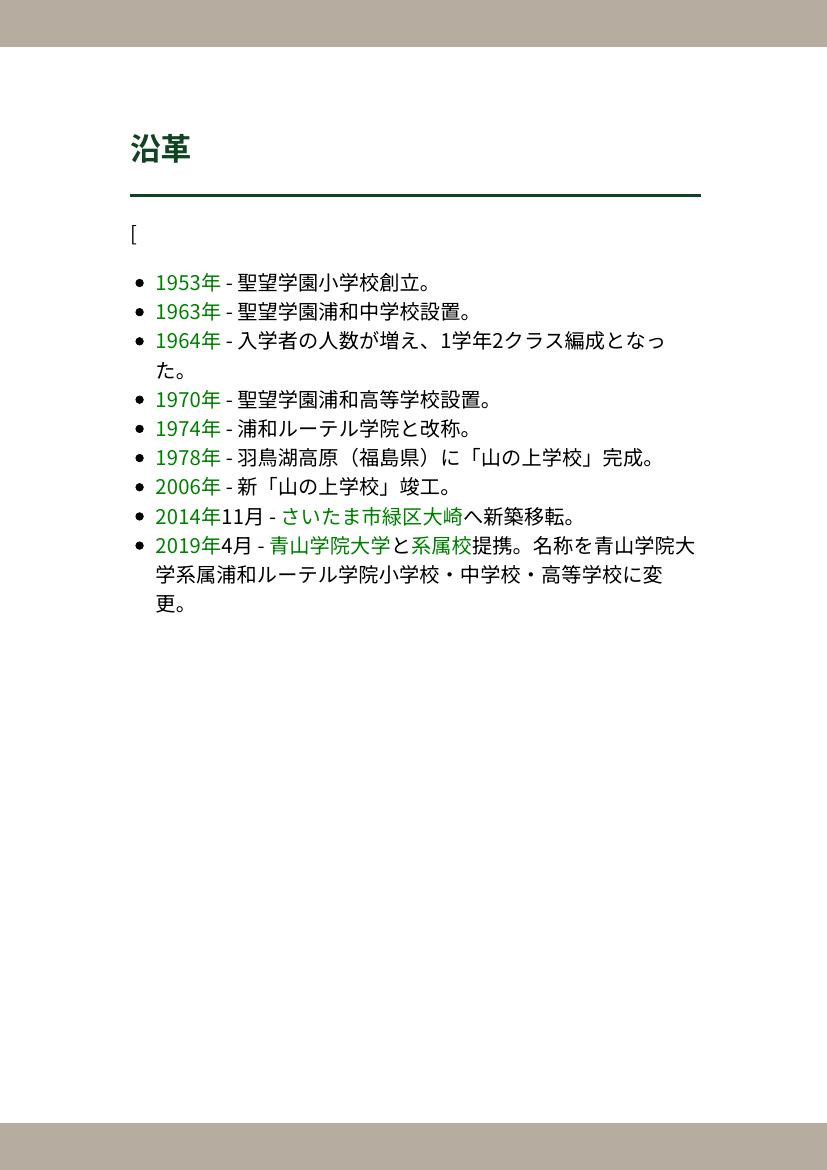 沿革
[
• 1953年 - 聖望学園小学校創立。
• 1963年 - 聖望学園浦和中学校設置。
• 1964年 - 入学者の人数が増え、1学年2クラス編成となっ
た。
• 1970年 - 聖望学園浦和高等学校設置。
• 1974年 - 浦和ルーテル学院と改称。
• 1978年 - 羽鳥湖高原（福島県）に「山の上学校」完成。
• 2006年 - 新「山の上学校」竣工。
• 2014年11月 - さいたま市緑区大崎へ新築移転。
• 2019年4月 - 青山学院大学と系属校提携。名称を青山学院大
学系属浦和ルーテル学院小学校・中学校・高等学校に変
更。